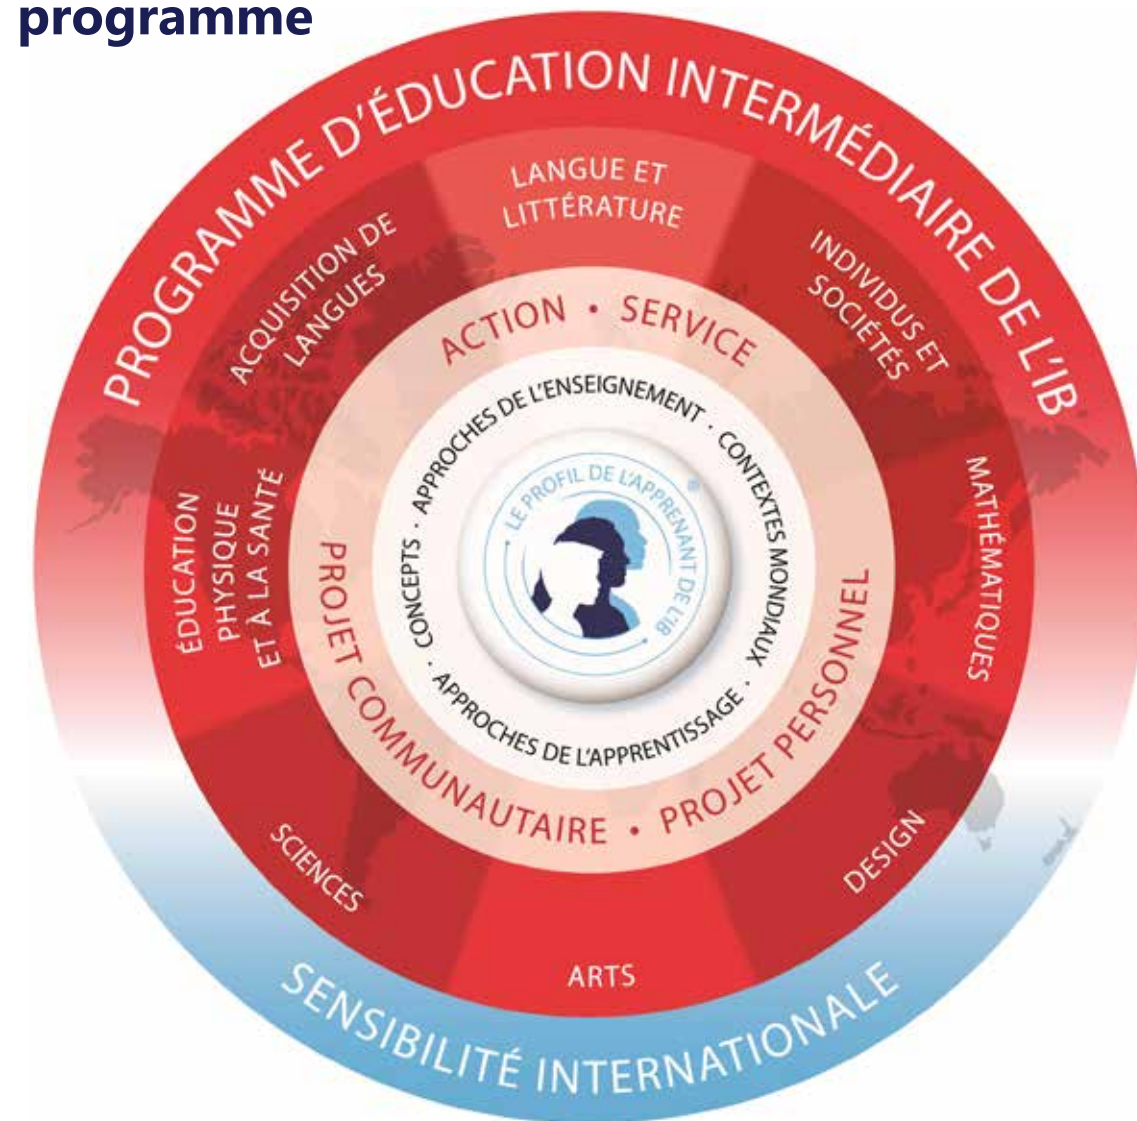 programme
PROGRAMME D'ÉDUCATION INTERMÉDIAIRE DE L'IB
LANGUE ET
LITTÉRATURE
INDIVIDUS ET
SOCIÉTÉS
MATHÉMATIQUES
DESIGN
ARTS
SCIENCES
ÉDUCATION
PHYSIQUE
ET À LA SANTÉ
ACQUISITION DE
LANGUES
ACTION • SERVICE
PROJET COMMUNAUTAIRE • PROJET PERSONNEL
APPROCHES DE L'ENSEIGNEMENT · CONTEXTES MONDIAUX ·
APPROCHES DE L'APPRENTISSAGE · CONCEPTS ·
• LE PROFIL DE L'APPRENANT DE L'IB •
®
SENSIBILITÉ INTERNATIONALE